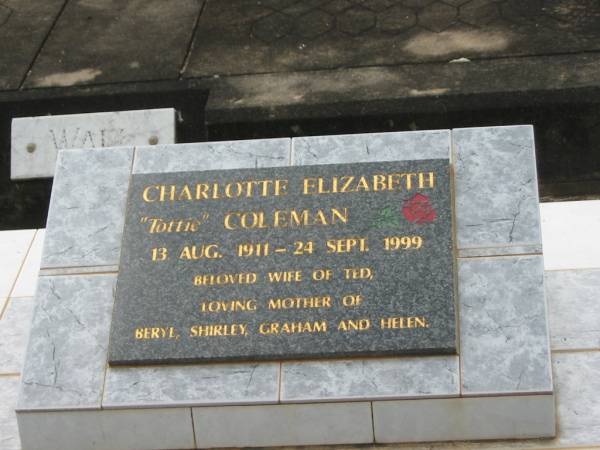 CHARLOTTE ELIZABETH
"Tottie" COLEMAN
13 AUG. 1911 – 24 SEPT. 1999
BELOVED WIFE OF TED,
LOVING MOTHER OF
BERYL, SHIRLEY, GRAHAM AND HELEN.